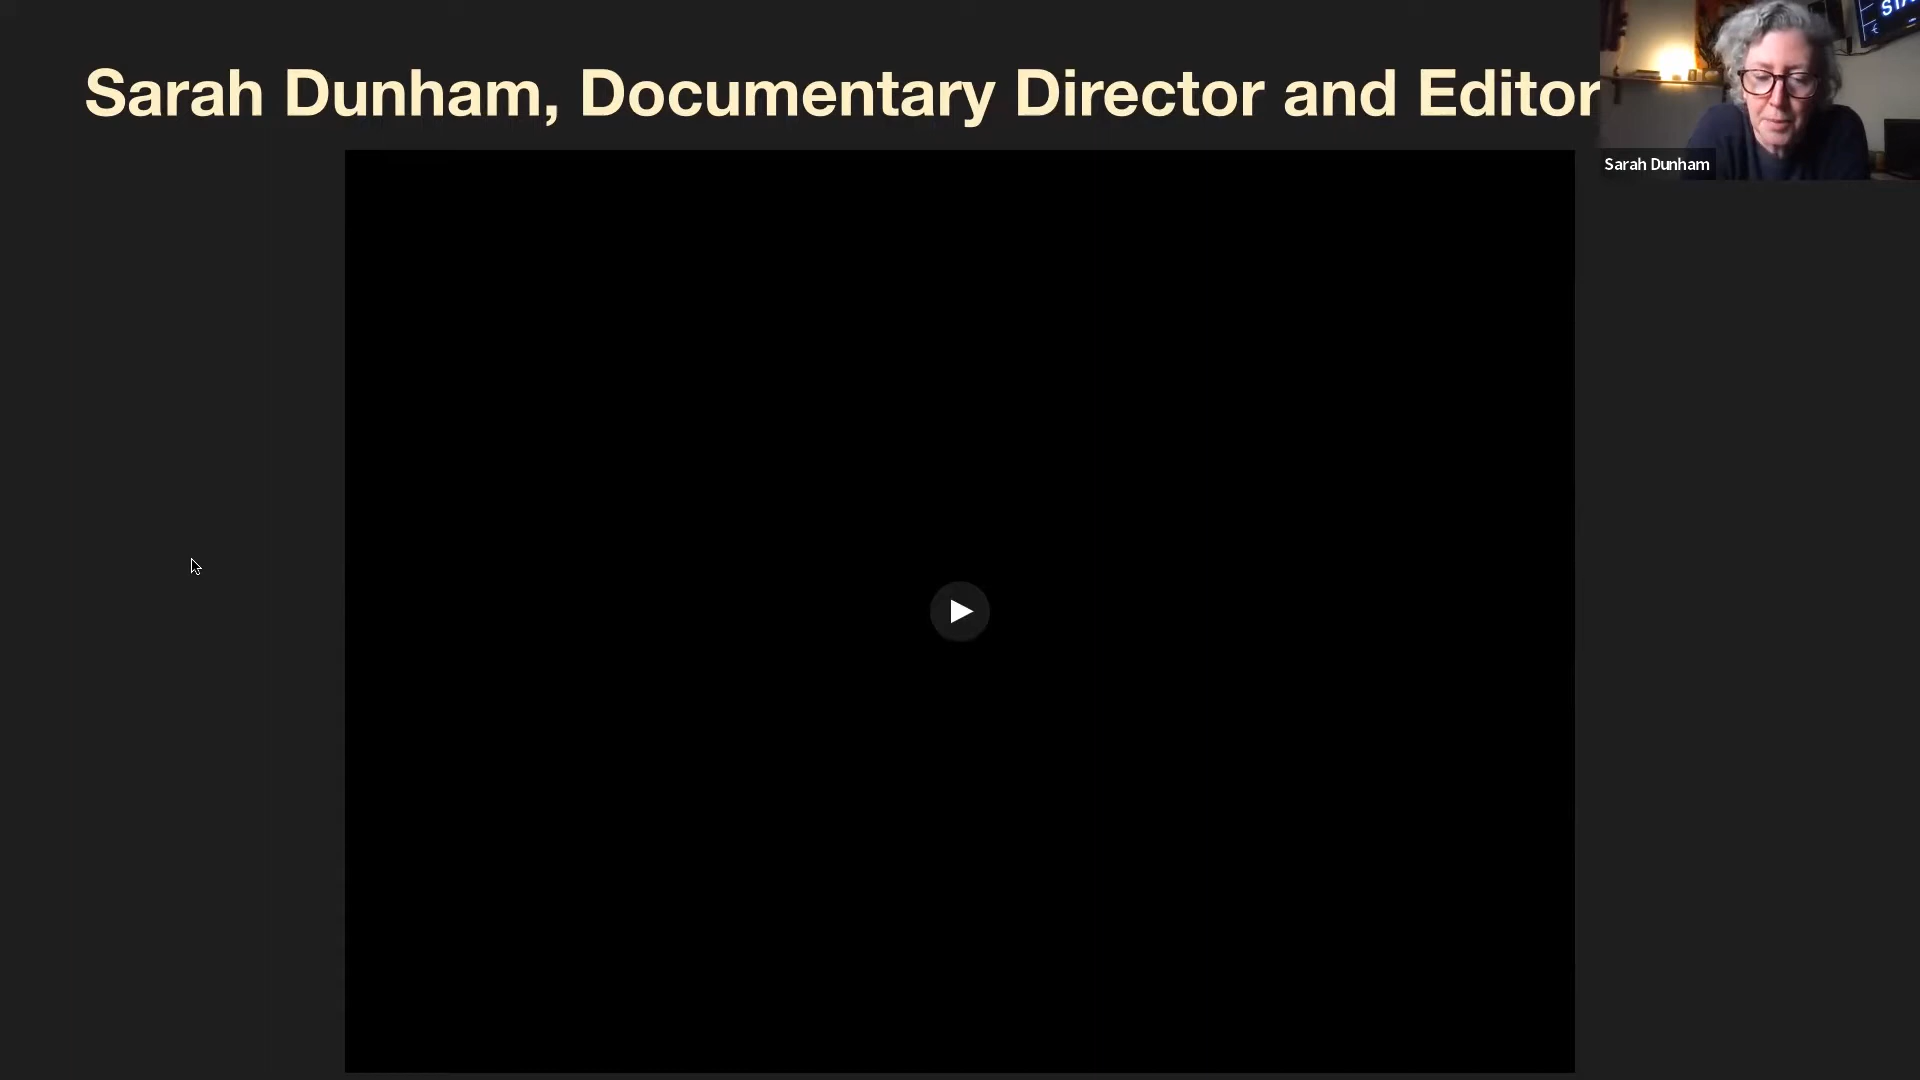 Sarah Dunham, Documentary Director and Editor
Sarah Dunham